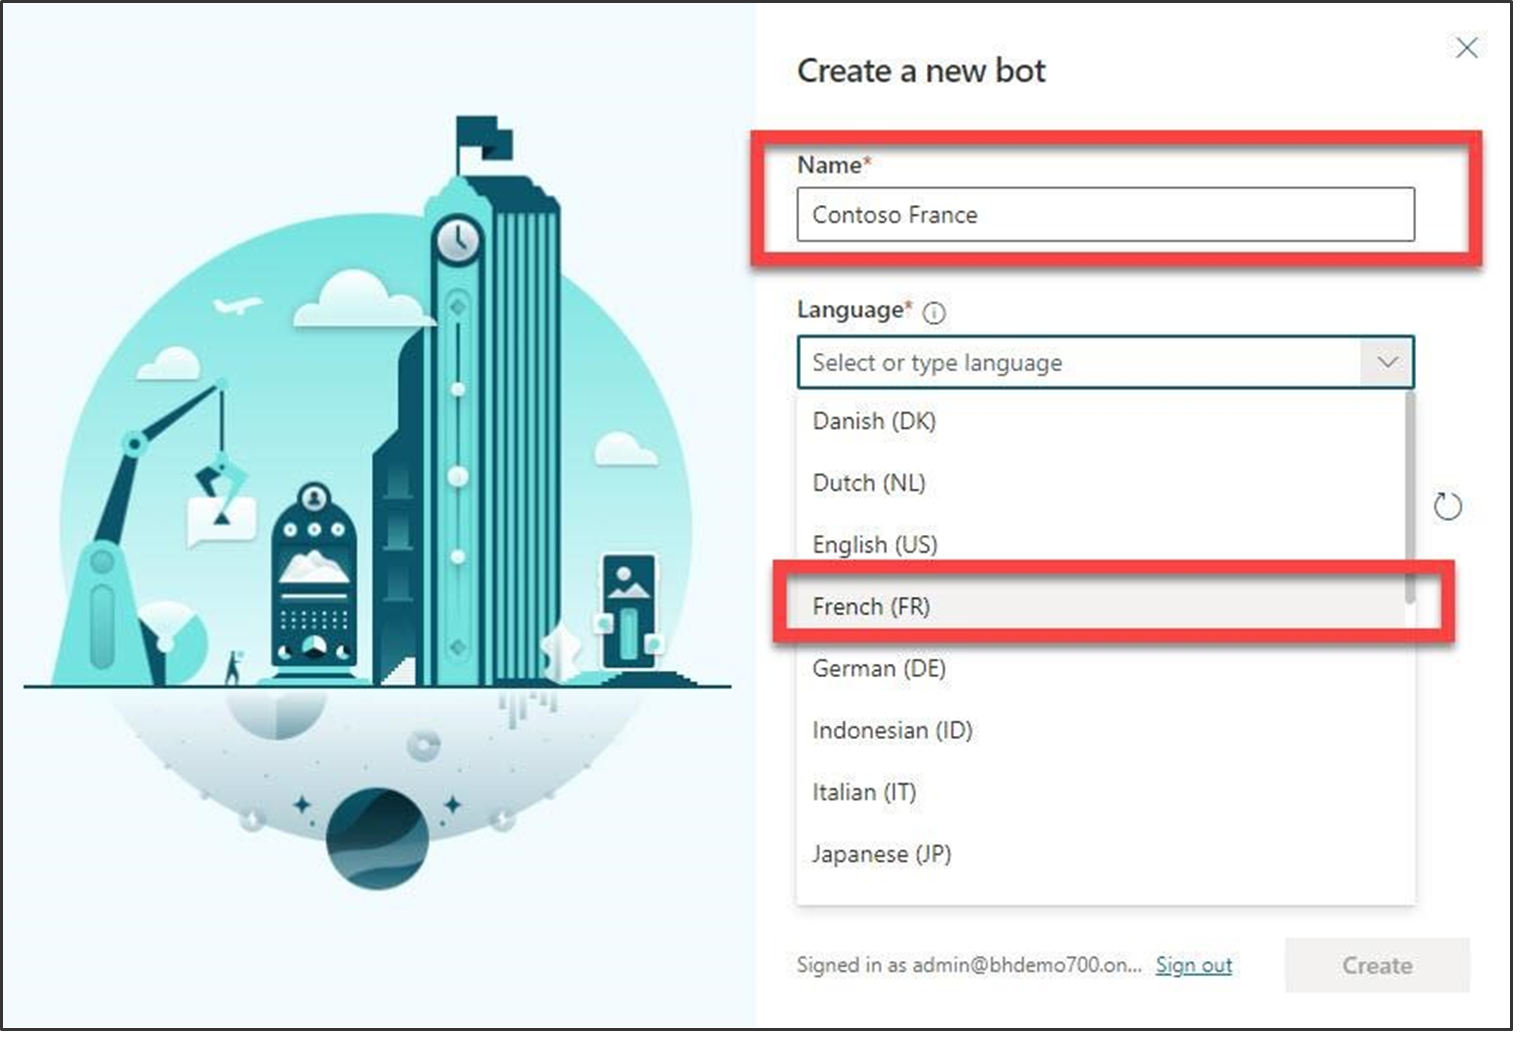 Create a new bot
Name*
Contoso France
Language*
Select or type language
Danish (DK)
Dutch (NL)
English (US)
French (FR)
German (DE)
Indonesian (ID)
Italian (IT)
Japanese (JP)
Signed in as admin@bhdemo700.on... Sign out
Create